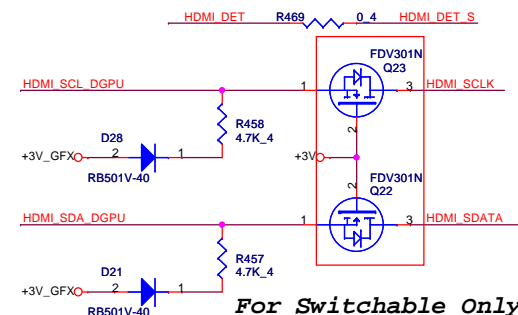 HDMI_DET R469 0_4 HDMI_DET_S
FDV301N
Q23
HDMI_SCL_DGPU 1 3 HDMI_SCLK
R458
4.7K_4
2
D28
+3V_GFX 2 1 +3V
RB501V-40
2
FDV301N
Q22
HDMI_SDA_DGPU 1 3 HDMI_SDATA
R457
4.7K_4
D21
+3V_GFX 2 1
RB501V-40
For Switchable Only